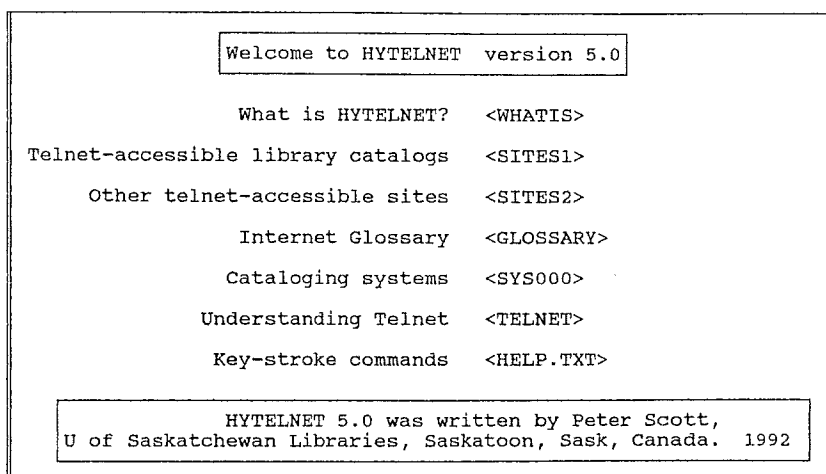 Welcome to HYTELNET version 5.0
What is HYTELNET? <WHATIS>
Telnet-accessible library catalogs <SITES1>
Other telnet-accessible sites <SITES2>
Internet Glossary <GLOSSARY>
Cataloging systems <SYS000>
Understanding Telnet <TELNET>
Key-stroke commands <HELP.TXT>
HYTELNET 5.0 was written by Peter Scott,
U of Saskatchewan Libraries, Saskatoon, Sask, Canada. 1992